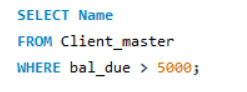 SELECT Name
FROM Client_master
WHERE bal_due > 5000;